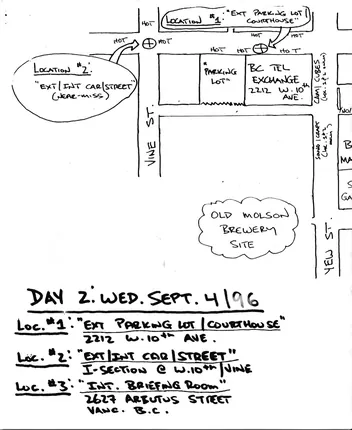 LOCATION #1: "EXT PARKING LOT/
COURTHOUSE"
HOT
HOT
HOT
HOT
HOT
LOCATION #2:
"EXT/INT CAR/STREET"
(NEAR-MISS)
"PARKING
LOT"
BC TEL
EXCHANGE
2212 W. 10th
AVE.
VINE ST.
YEW ST.
OLD MOLSON
BREWERY
SITE
DAY 2: WED. SEPT. 4/96
Loc. #1: "EXT PARKING LOT/COURTHOUSE"
2212 W. 10th AVE.
Loc. #2: "EXT/INT CAR/STREET"
I-SECTION @ W. 10th/VINE
Loc. #3: "INT. BRIEFING ROOM"
2627 ARBUTUS STREET
VANC. B.C.